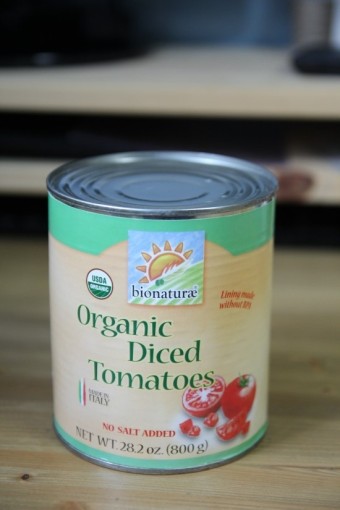 USDA
ORGANIC
bionaturæ
Lining made
without BPA
Organic
Diced
Tomatoes
MADE IN
ITALY
NO SALT ADDED
NET WT. 28.2 oz. (800 g)